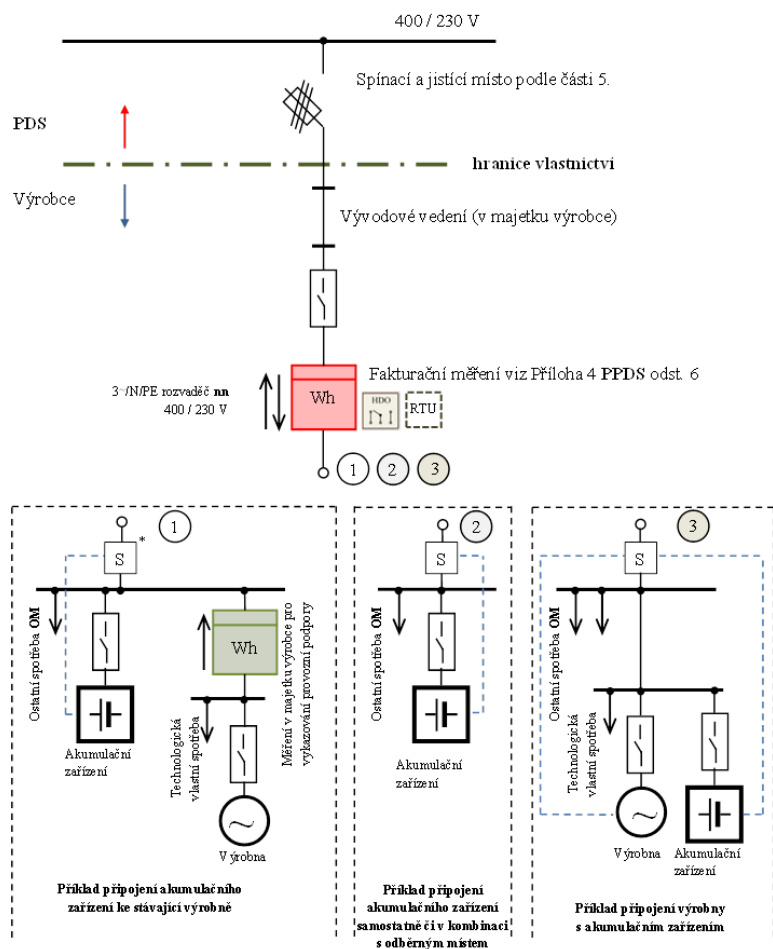 400 / 230 V
Spínací a jistící místo podle části 5.
PDS
hranice vlastnictví
Výrobce
Vývodové vedení (v majetku výrobce)
Fakturační měření viz Příloha 4 PPDS odst. 6
3~/N/PE rozvaděč nn
400 / 230 V
Wh
HDO
RTU
1
2
3
1
S
*
Ostatní spotřeba OM
Wh
Měření v majetku výrobce pro
vykazování provozní podpory
Technologická
vlastní spotřeba
Akumulační
zařízení
Výrobna
Příklad připojení akumulačního
zařízení ke stávající výrobně
2
S
Ostatní spotřeba OM
Akumulační
zařízení
Příklad připojení
akumulačního zařízení
samostatně či v kombinaci
s odběrným místem
3
S
Ostatní spotřeba OM
Technologická
vlastní spotřeba
Výrobna
Akumulační
zařízení
Příklad připojení výrobny
s akumulačním zařízením